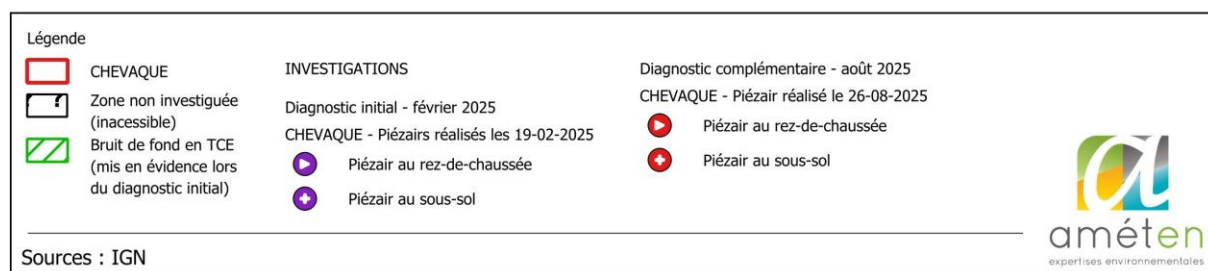 Légende
CHEVAQUE
Zone non investiguée
(inacessible)
Bruit de fond en TCE
(mis en évidence lors
du diagnostic initial)
INVESTIGATIONS
Diagnostic initial - février 2025
CHEVAQUE - Piézairs réalisés les 19-02-2025
Piézair au rez-de-chaussée
Piézair au sous-sol
Diagnostic complémentaire - août 2025
CHEVAQUE - Piézair réalisé le 26-08-2025
Piézair au rez-de-chaussée
Piézair au sous-sol
Sources : IGN
améten
expertises environnementales